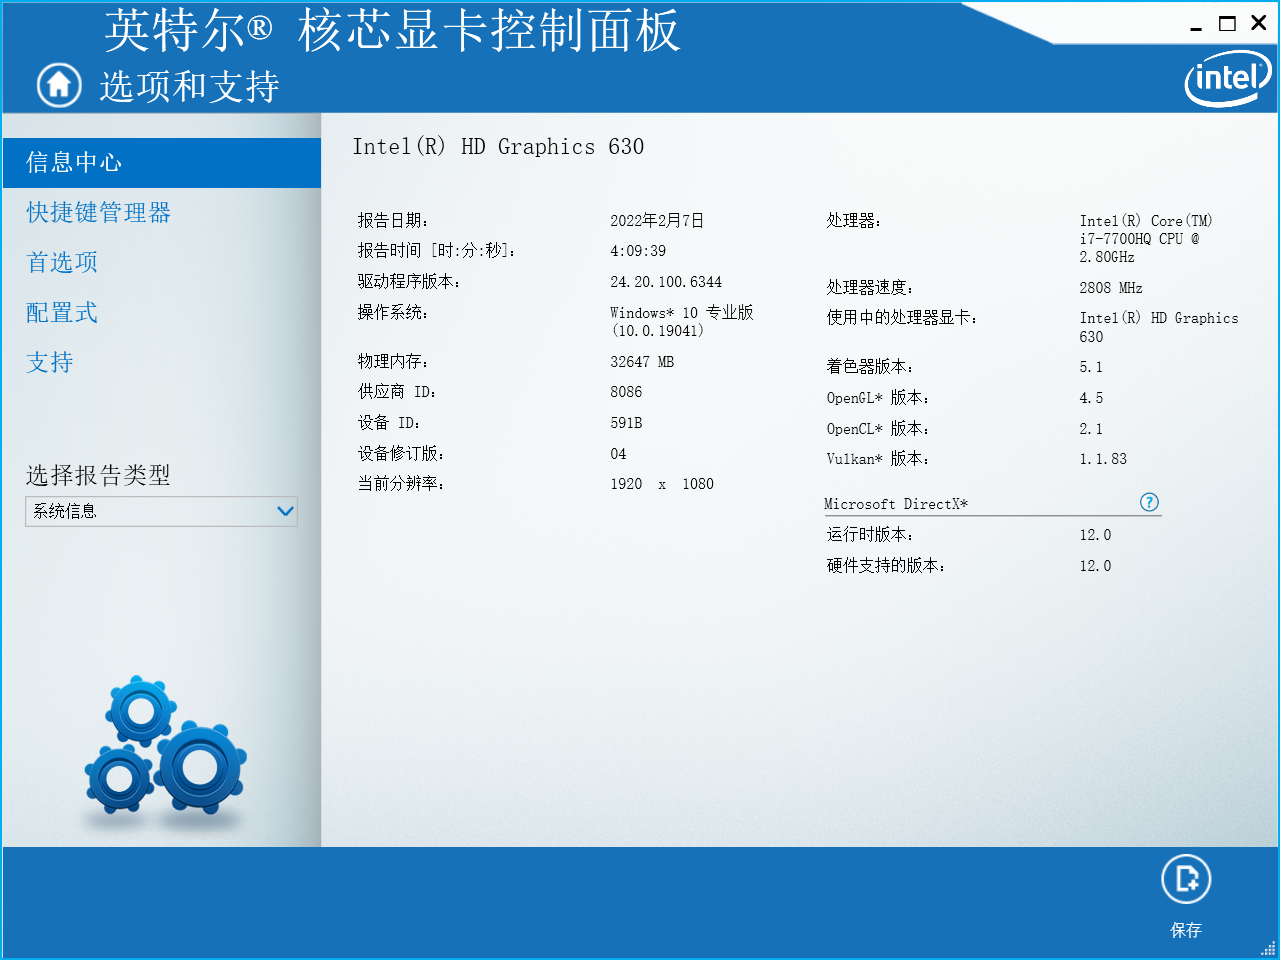 英特尔® 核芯显卡控制面板
选项和支持
intel
信息中心
快捷键管理器
首选项
配置式
支持
选择报告类型
系统信息
Intel(R) HD Graphics 630
报告日期: 2022年2月7日
报告时间 [时:分:秒]: 4:09:39
驱动程序版本: 24.20.100.6344
操作系统: Windows* 10 专业版
(10.0.19041)
物理内存: 32647 MB
供应商 ID: 8086
设备 ID: 591B
设备修订版: 04
当前分辨率: 1920 x 1080
处理器: Intel(R) Core(TM)
i7-7700HQ CPU @
2.80GHz
处理器速度: 2808 MHz
使用中的处理器显卡: Intel(R) HD Graphics
630
着色器版本: 5.1
OpenGL* 版本: 4.5
OpenCL* 版本: 2.1
Vulkan* 版本: 1.1.83
Microsoft DirectX* ?
运行时版本: 12.0
硬件支持的版本: 12.0
保存